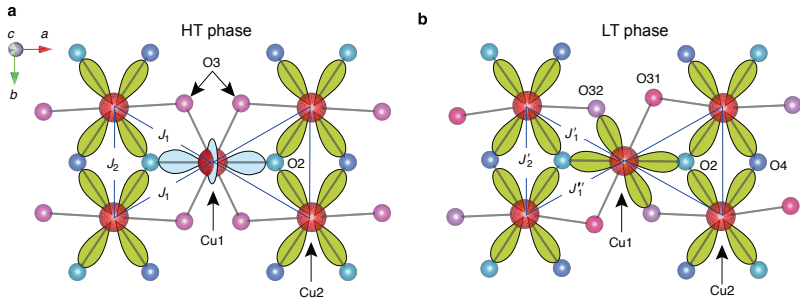 a
HT phase
c
a
b
O3
J1
J2
J1
O2
Cu1
Cu2
b
LT phase
O32
O31
J′1
J′2
J″1
O2
O4
Cu1
Cu2